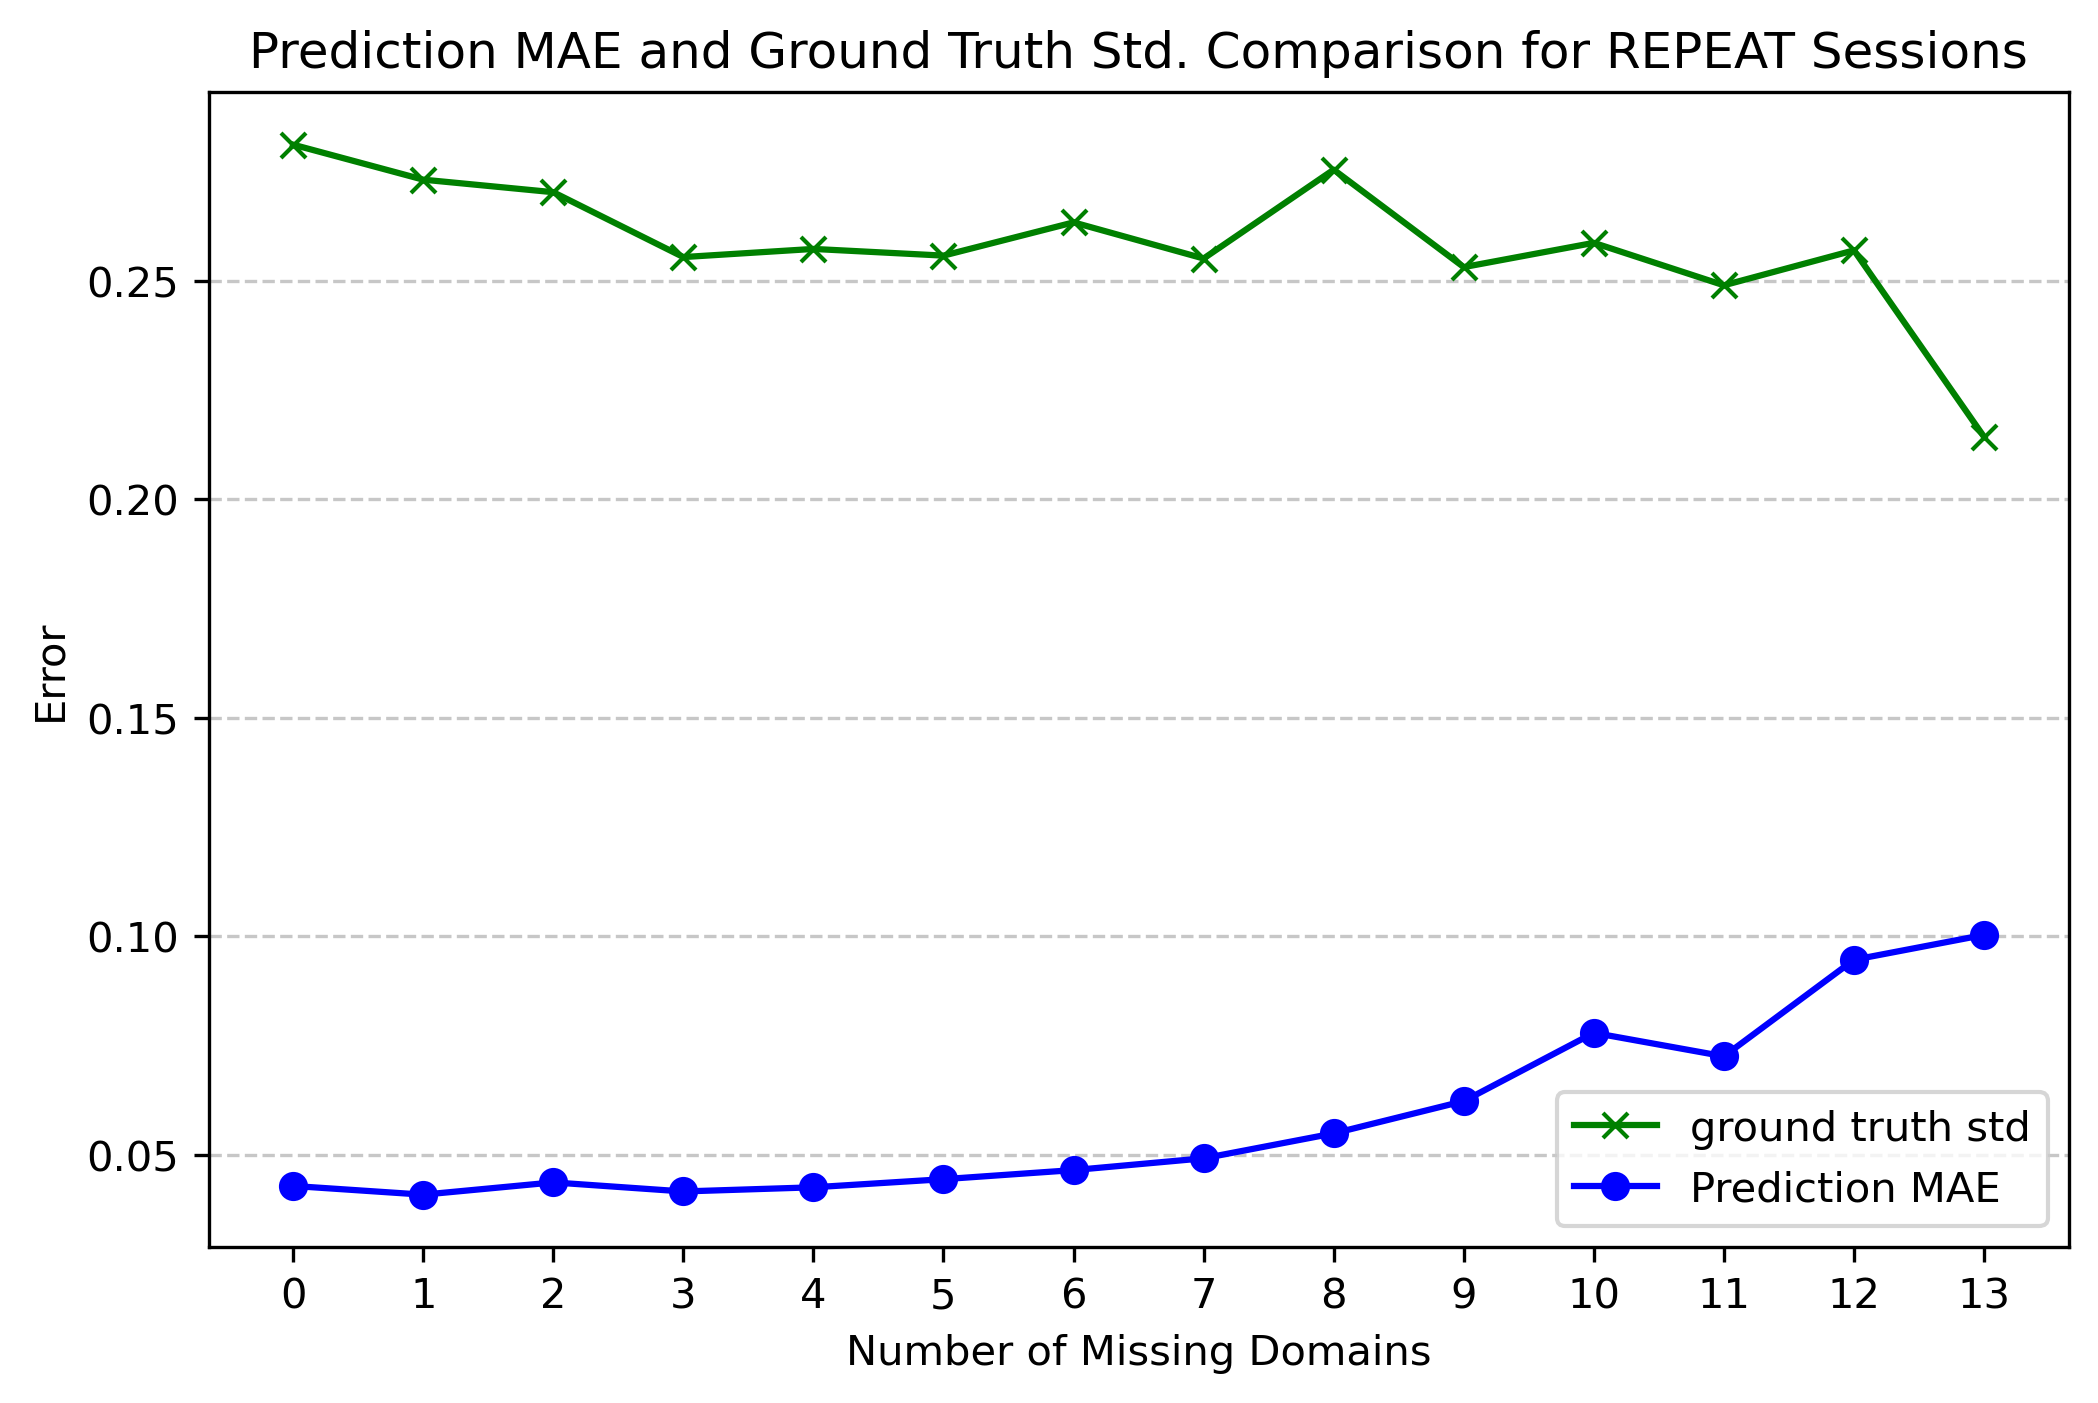 Prediction MAE and Ground Truth Std. Comparison for REPEAT Sessions
0.25
0.20
0.15
0.10
0.05
Error
0 1 2 3 4 5 6 7 8 9 10 11 12 13
Number of Missing Domains
ground truth std
Prediction MAE